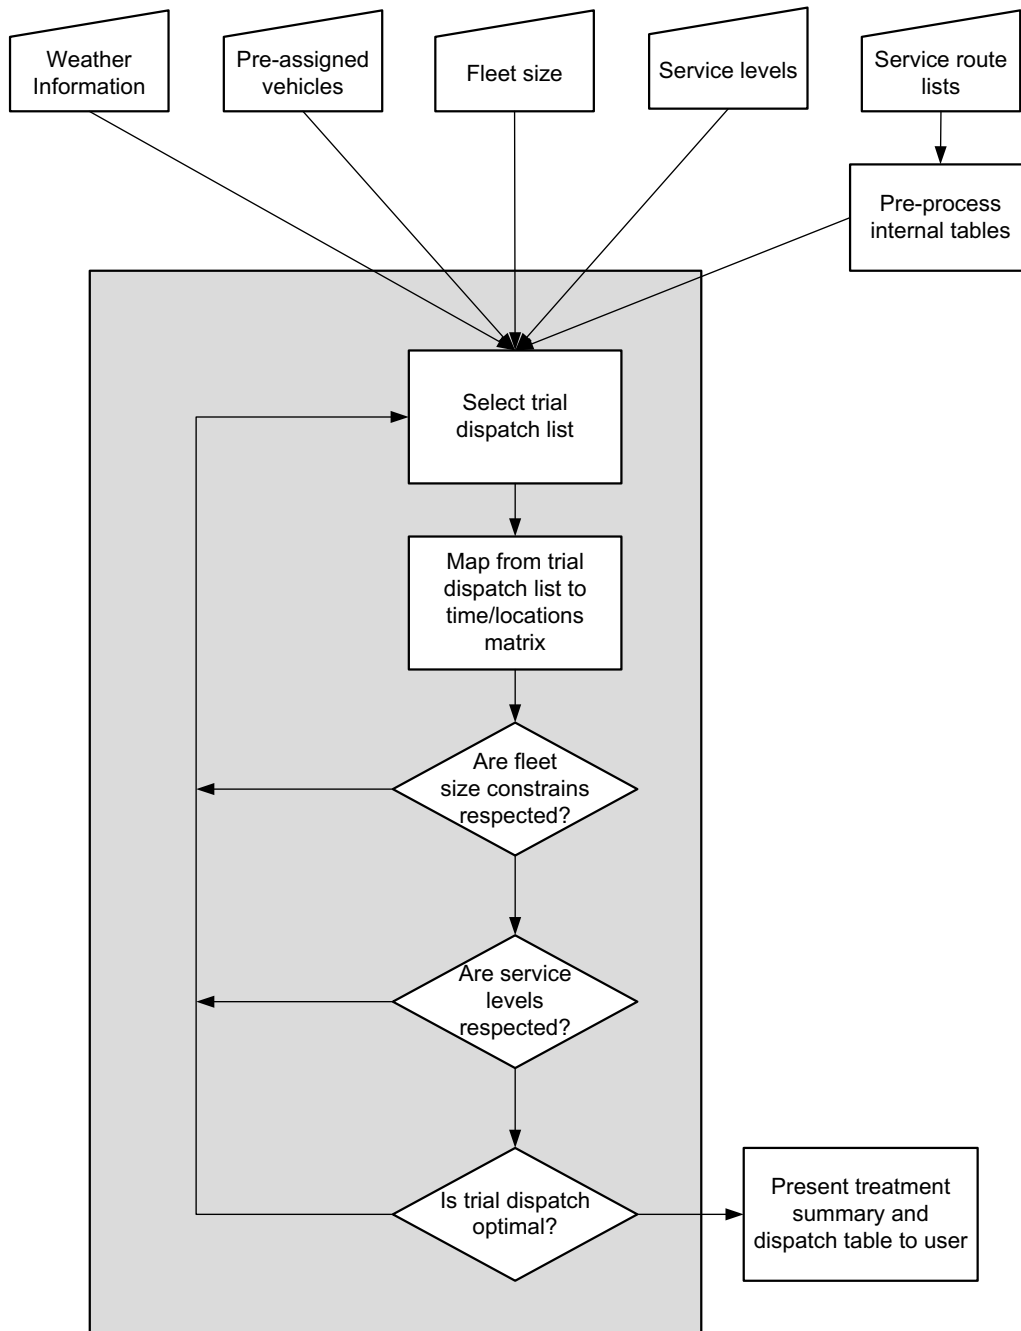 Weather
Information
Pre-assigned
vehicles
Fleet size
Service levels
Service route
lists
Pre-process
internal tables
Select trial
dispatch list
Map from trial
dispatch list to
time/locations
matrix
Are fleet
size constrains
respected?
Are service
levels
respected?
Is trial dispatch
optimal?
Present treatment
summary and
dispatch table to user